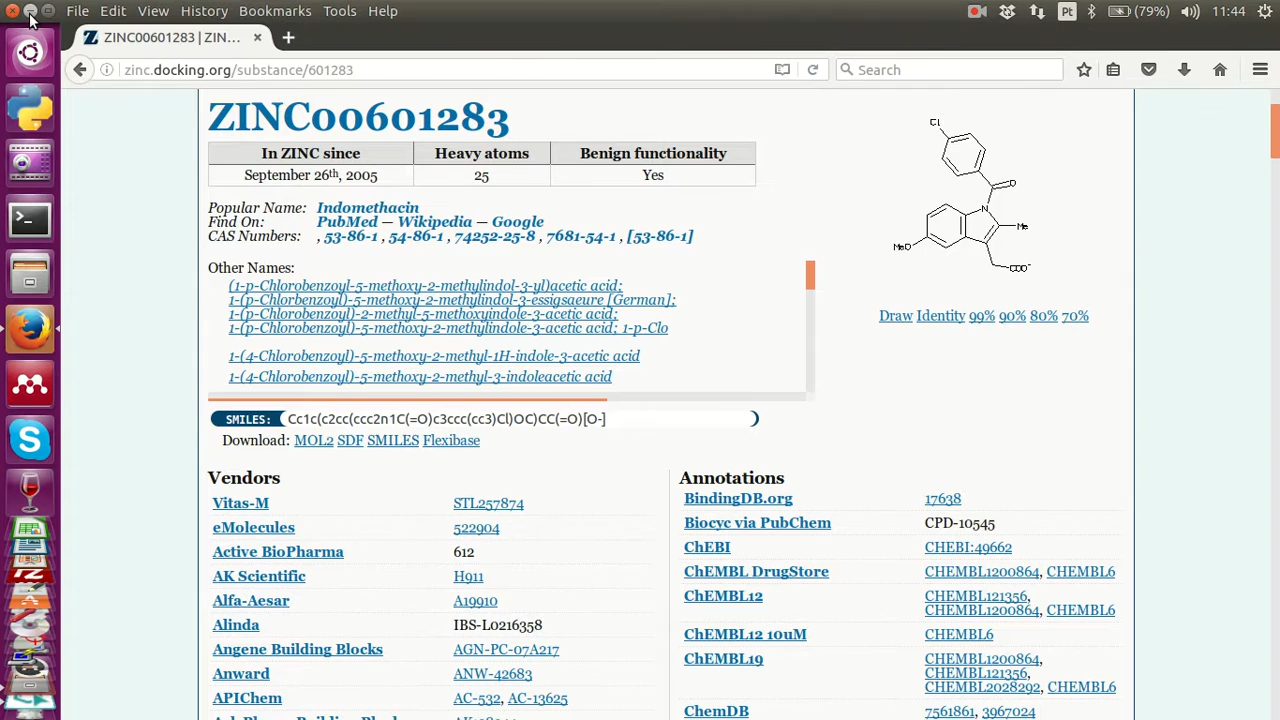 File Edit View History Bookmarks Tools Help
Pt (79%) 11:44
ZINC00601283 | ZIN...
zinc.docking.org/substance/601283
Search
ZINC00601283
In ZINC since Heavy atoms Benign functionality
September 26th, 2005 25 Yes
Popular Name: Indomethacin
Find On: PubMed — Wikipedia — Google
CAS Numbers: , 53-86-1 , 54-86-1 , 74252-25-8 , 7681-54-1 , [53-86-1]
Other Names:
(1-p-Chlorobenzoyl-5-methoxy-2-methylindol-3-yl)acetic acid;
1-(p-Chlorbenzoyl)-5-methoxy-2-methylindol-3-essigsaeure [German];
1-(p-Chlorobenzoyl)-2-methyl-5-methoxyindole-3-acetic acid;
1-(p-Chlorobenzoyl)-5-methoxy-2-methylindole-3-acetic acid; 1-p-Clo
1-(4-Chlorobenzoyl)-5-methoxy-2-methyl-1H-indole-3-acetic acid
1-(4-Chlorobenzoyl)-5-methoxy-2-methyl-3-indoleacetic acid
Cl
O
N
Me
MeO
COO-
Draw Identity 99% 90% 80% 70%
SMILES: Cc1c(c2cc(ccc2n1C(=O)c3ccc(cc3)Cl)OC)CC(=O)[O-]
Download: MOL2 SDF SMILES Flexibase
Vendors
Vitas-M STL257874
eMolecules 522904
Active BioPharma 612
AK Scientific H911
Alfa-Aesar A19910
Alinda IBS-L0216358
Angene Building Blocks AGN-PC-07A217
Anward ANW-42683
APIChem AC-532, AC-13625
Annotations
BindingDB.org 17638
Biocyc via PubChem CPD-10545
ChEBI CHEBI:49662
ChEMBL DrugStore CHEMBL1200864, CHEMBL6
ChEMBL12 CHEMBL121356,
CHEMBL1200864, CHEMBL6
ChEMBL12 10uM CHEMBL6
ChEMBL19 CHEMBL1200864,
CHEMBL121356,
CHEMBL2028292, CHEMBL6
ChemDB 7561861, 3967024